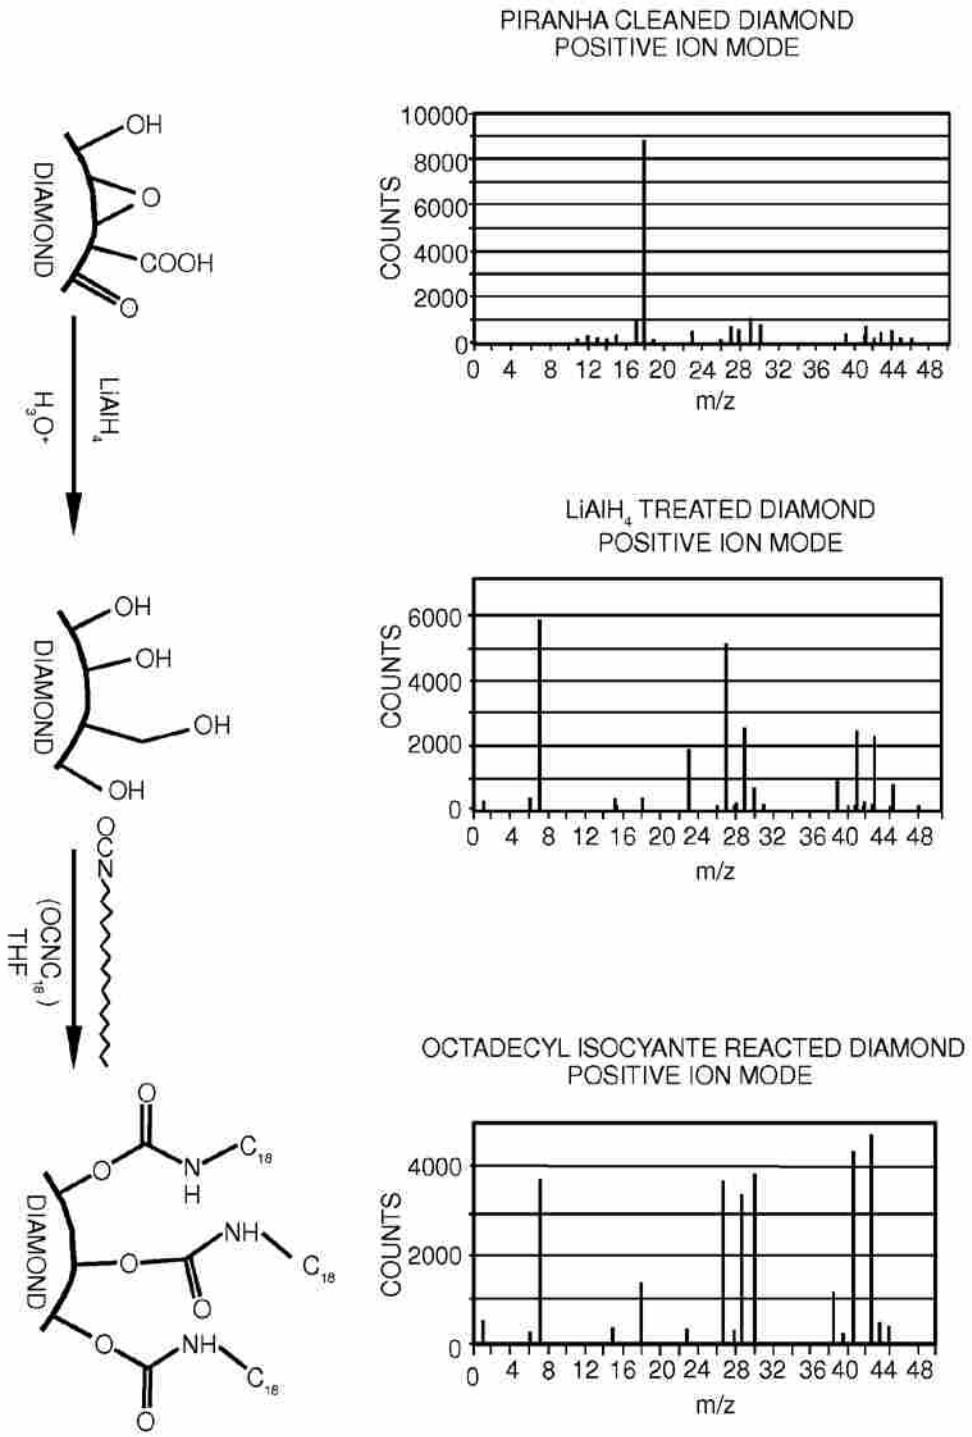 PIRANHA CLEANED DIAMOND
POSITIVE ION MODE
OH
O
COOH
O
DIAMOND
COUNTS
10000
8000
6000
4000
2000
0
0 4 8 12 16 20 24 28 32 36 40 44 48
m/z
LiAlH₄
H₃O⁺
LiAlH₄ TREATED DIAMOND
POSITIVE ION MODE
OH
OH
OH
OH
DIAMOND
COUNTS
6000
4000
2000
0
0 4 8 12 16 20 24 28 32 36 40 44 48
m/z
OCN
(OCNC₁₈)
THF
OCTADECYL ISOCYANTE REACTED DIAMOND
POSITIVE ION MODE
O
O
N
H
C₁₈
O
NH
C₁₈
O
O
NH
C₁₈
O
DIAMOND
COUNTS
4000
2000
0
0 4 8 12 16 20 24 28 32 36 40 44 48
m/z